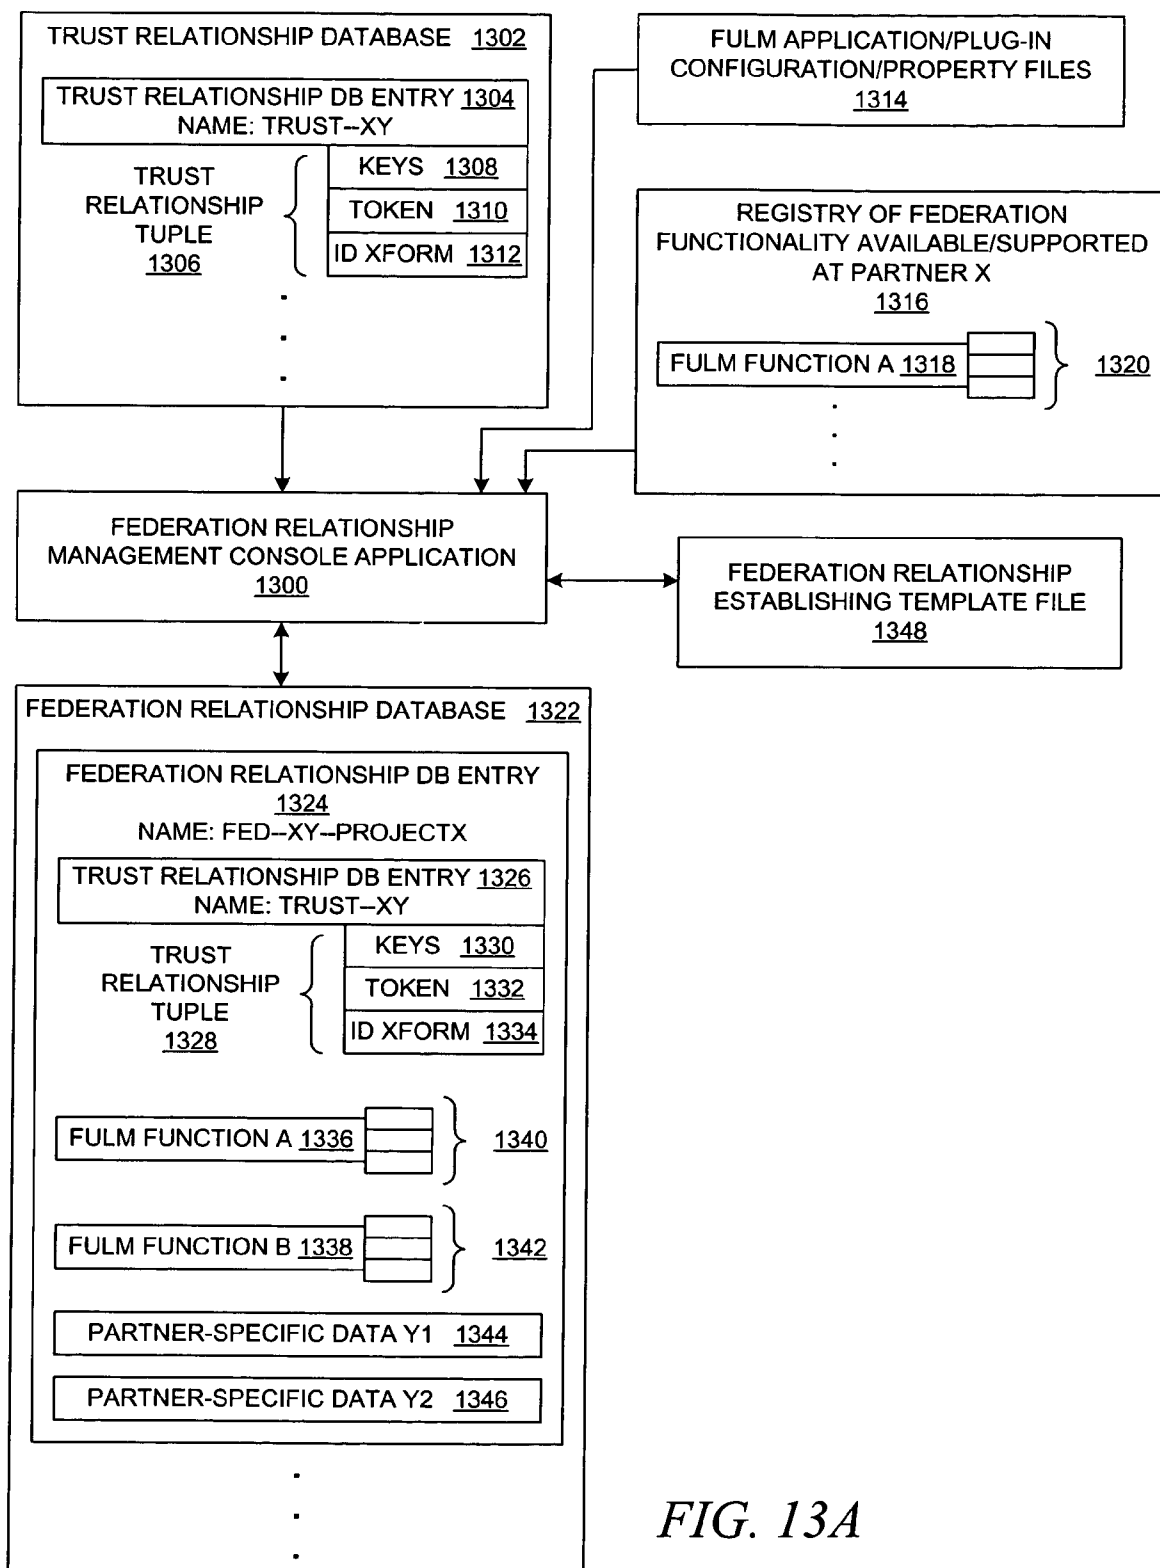 TRUST RELATIONSHIP DATABASE 1302
TRUST RELATIONSHIP DB ENTRY 1304
NAME: TRUST--XY
TRUST
RELATIONSHIP
TUPLE
1306
KEYS 1308
TOKEN 1310
ID XFORM 1312
FULM APPLICATION/PLUG-IN
CONFIGURATION/PROPERTY FILES
1314
REGISTRY OF FEDERATION
FUNCTIONALITY AVAILABLE/SUPPORTED
AT PARTNER X
1316
FULM FUNCTION A 1318
1320
FEDERATION RELATIONSHIP
MANAGEMENT CONSOLE APPLICATION
1300
FEDERATION RELATIONSHIP
ESTABLISHING TEMPLATE FILE
1348
FEDERATION RELATIONSHIP DATABASE 1322
FEDERATION RELATIONSHIP DB ENTRY
1324
NAME: FED--XY--PROJECTX
TRUST RELATIONSHIP DB ENTRY 1326
NAME: TRUST--XY
TRUST
RELATIONSHIP
TUPLE
1328
KEYS 1330
TOKEN 1332
ID XFORM 1334
FULM FUNCTION A 1336
1340
FULM FUNCTION B 1338
1342
PARTNER-SPECIFIC DATA Y1 1344
PARTNER-SPECIFIC DATA Y2 1346
FIG. 13A